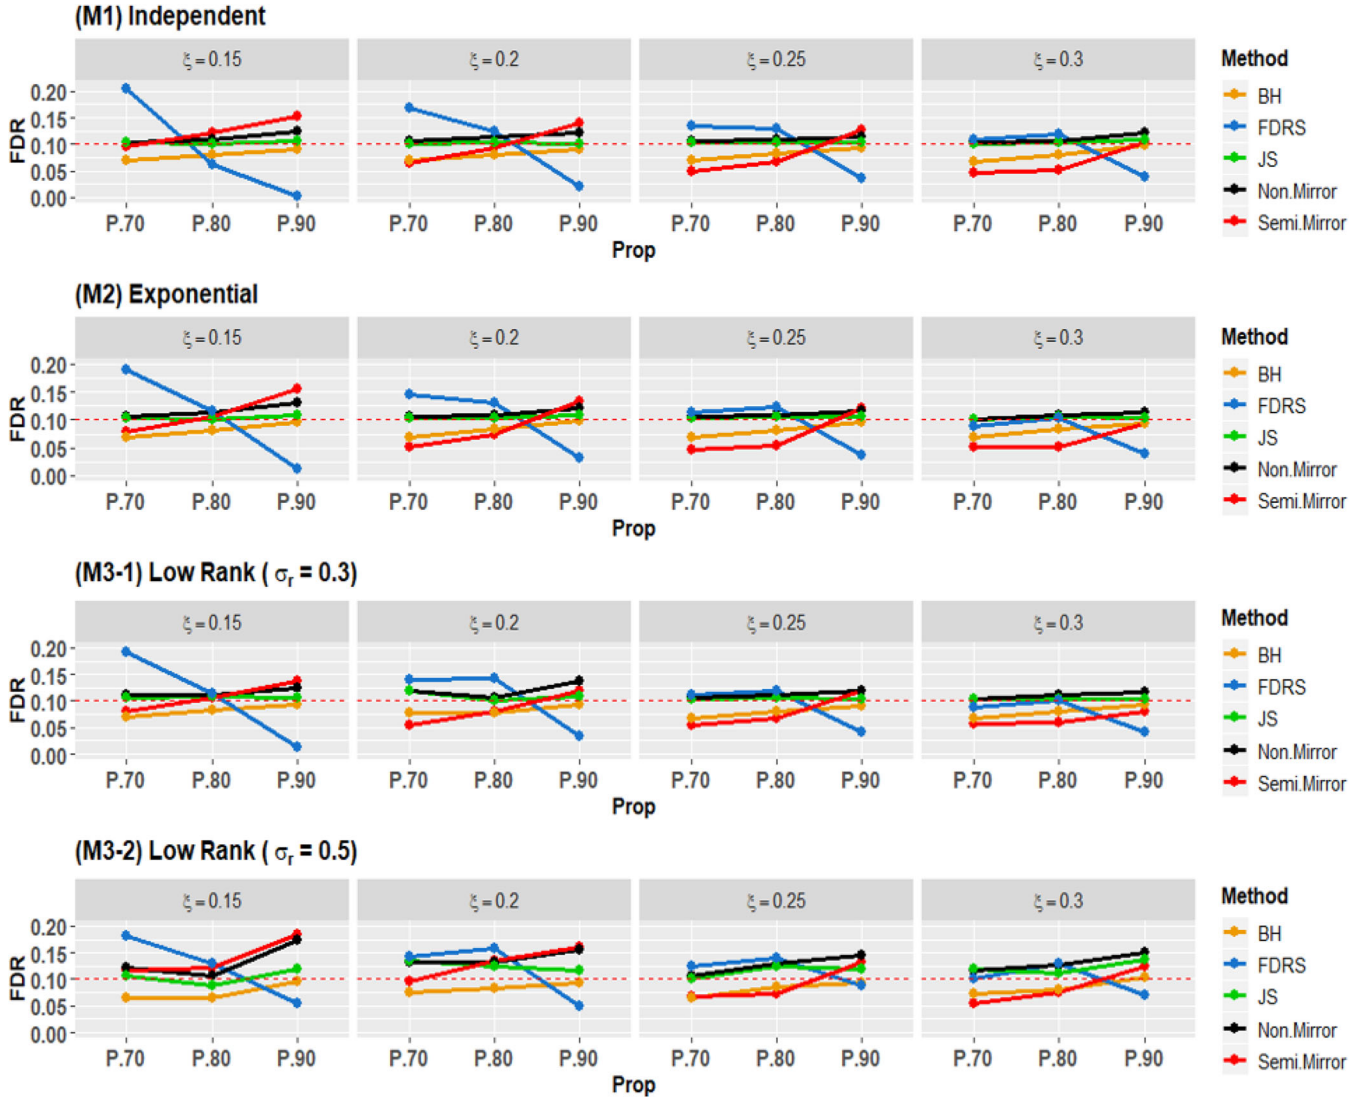 (M1) Independent
ξ = 0.15 ξ = 0.2 ξ = 0.25 ξ = 0.3
FDR
0.20
0.15
0.10
0.05
0.00
P.70 P.80 P.90 P.70 P.80 P.90 P.70 P.80 P.90 P.70 P.80 P.90
Prop
Method
BH
FDRS
JS
Non.Mirror
Semi.Mirror
(M2) Exponential
ξ = 0.15 ξ = 0.2 ξ = 0.25 ξ = 0.3
FDR
0.20
0.15
0.10
0.05
0.00
P.70 P.80 P.90 P.70 P.80 P.90 P.70 P.80 P.90 P.70 P.80 P.90
Prop
Method
BH
FDRS
JS
Non.Mirror
Semi.Mirror
(M3-1) Low Rank ( σr = 0.3)
ξ = 0.15 ξ = 0.2 ξ = 0.25 ξ = 0.3
FDR
0.20
0.15
0.10
0.05
0.00
P.70 P.80 P.90 P.70 P.80 P.90 P.70 P.80 P.90 P.70 P.80 P.90
Prop
Method
BH
FDRS
JS
Non.Mirror
Semi.Mirror
(M3-2) Low Rank ( σr = 0.5)
ξ = 0.15 ξ = 0.2 ξ = 0.25 ξ = 0.3
FDR
0.20
0.15
0.10
0.05
0.00
P.70 P.80 P.90 P.70 P.80 P.90 P.70 P.80 P.90 P.70 P.80 P.90
Prop
Method
BH
FDRS
JS
Non.Mirror
Semi.Mirror